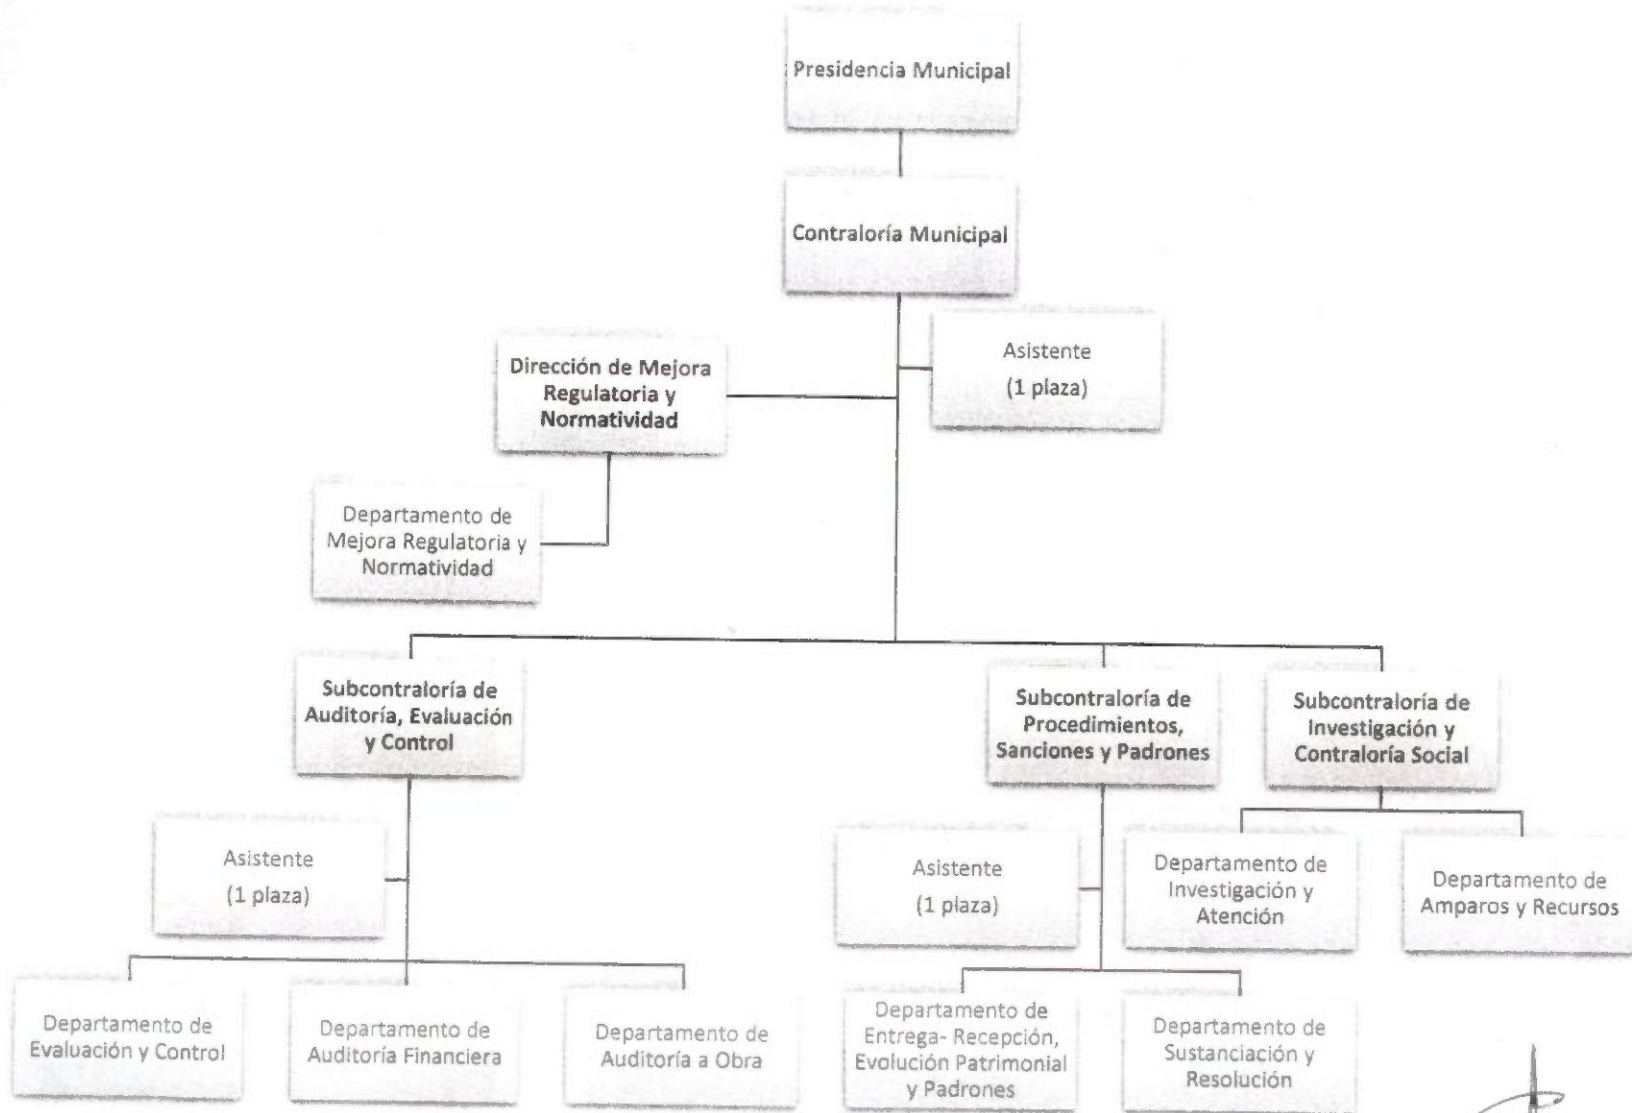 Presidencia Municipal
Contraloría Municipal
Asistente
(1 plaza)
Dirección de Mejora
Regulatoria y
Normatividad
Departamento de
Mejora Regulatoria y
Normatividad
Subcontraloría de
Auditoría, Evaluación
y Control
Subcontraloría de
Procedimientos,
Sanciones y Padrones
Subcontraloría de
Investigación y
Contraloría Social
Asistente
(1 plaza)
Asistente
(1 plaza)
Departamento de
Investigación y
Atención
Departamento de
Amparos y Recursos
Departamento de
Evaluación y Control
Departamento de
Auditoría Financiera
Departamento de
Auditoría a Obra
Departamento de
Entrega- Recepción,
Evolución Patrimonial
y Padrones
Departamento de
Sustanciación y
Resolución